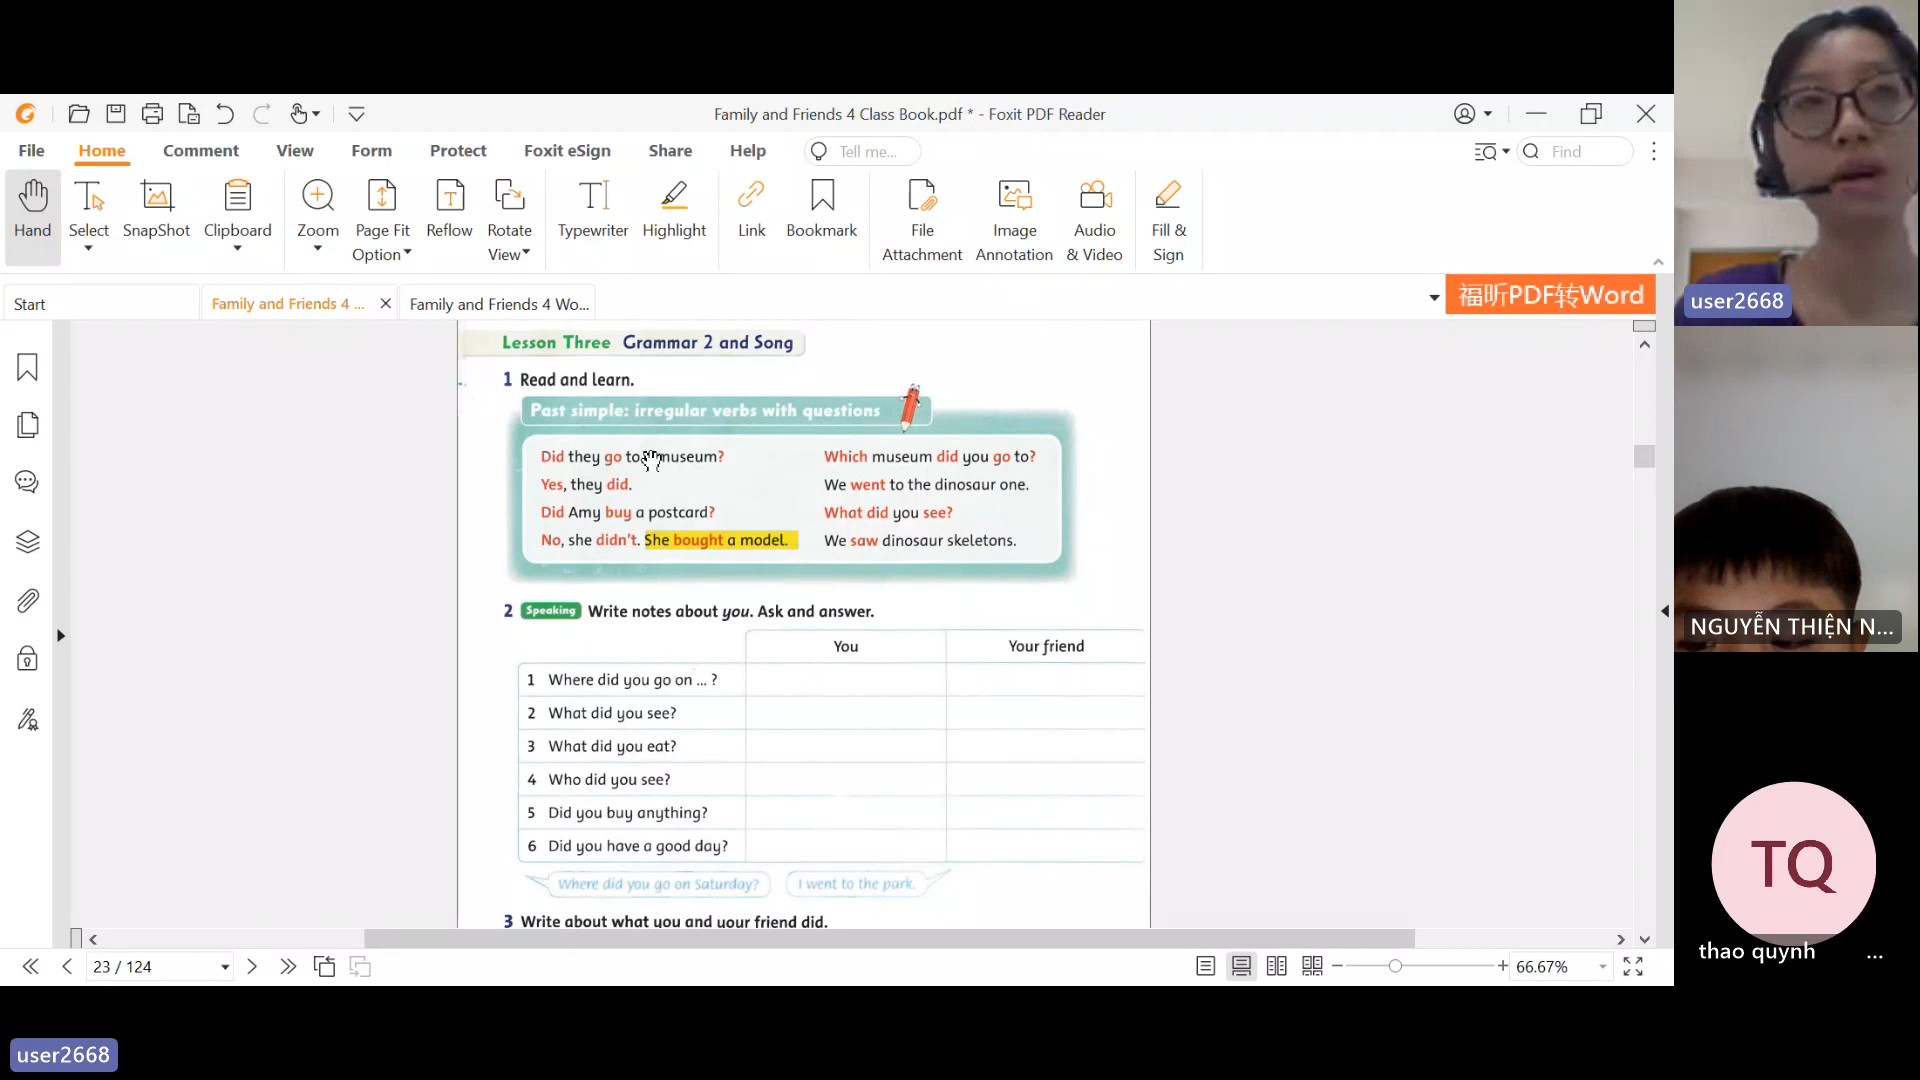 Family and Friends 4 Class Book.pdf * - Foxit PDF Reader
File Home Comment View Form Protect Foxit eSign Share Help Tell me... Find
Hand Select SnapShot Clipboard Zoom Page Fit Option Reflow Rotate View Typewriter Highlight Link Bookmark File Attachment Image Annotation Audio & Video Fill & Sign
Start Family and Friends 4 ... Family and Friends 4 Wo... 福昕PDF转Word
Lesson Three Grammar 2 and Song
1 Read and learn.
Past simple: irregular verbs with questions
Did they go to museum?
Yes, they did.
Did Amy buy a postcard?
No, she didn't. She bought a model.
Which museum did you go to?
We went to the dinosaur one.
What did you see?
We saw dinosaur skeletons.
2 Speaking Write notes about you. Ask and answer.
You Your friend
1 Where did you go on ... ?
2 What did you see?
3 What did you eat?
4 Who did you see?
5 Did you buy anything?
6 Did you have a good day?
Where did you go on Saturday? I went to the park.
3 Write about what you and your friend did.
23 / 124
66.67%
user2668
NGUYỄN THIỆN N...
TQ
thao quynh ...
user2668